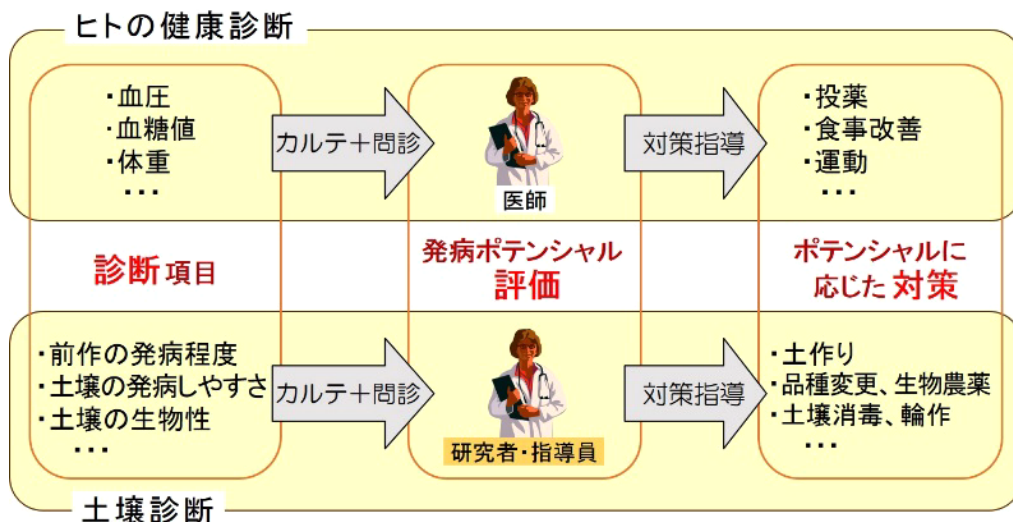 ヒトの健康診断
・血圧
・血糖値
・体重
・・・
カルテ+問診
医師
対策指導
・投薬
・食事改善
・運動
・・・
診断項目
発病ポテンシャル
評価
ポテンシャルに
応じた対策
・前作の発病程度
・土壌の発病しやすさ
・土壌の生物性
・・・
カルテ+問診
研究者・指導員
対策指導
・土作り
・品種変更、生物農薬
・土壌消毒、輪作
・・・
土壌診断